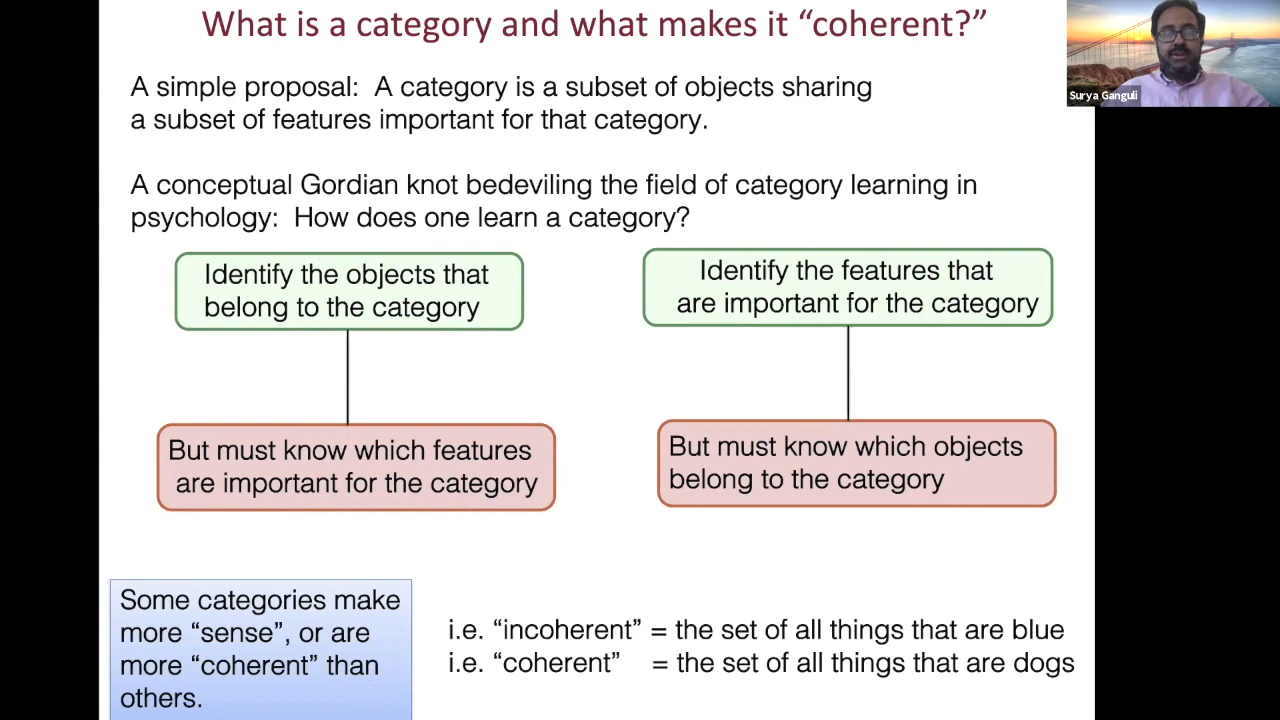 What is a category and what makes it “coherent?”
Surya Ganguli
A simple proposal:  A category is a subset of objects sharing
a subset of features important for that category.
A conceptual Gordian knot bedeviling the field of category learning in
psychology:  How does one learn a category?
Identify the objects that
belong to the category
Identify the features that
are important for the category
But must know which features
are important for the category
But must know which objects
belong to the category
Some categories make
more “sense”, or are
more “coherent” than
others.
i.e. “incoherent” = the set of all things that are blue
i.e. “coherent” = the set of all things that are dogs